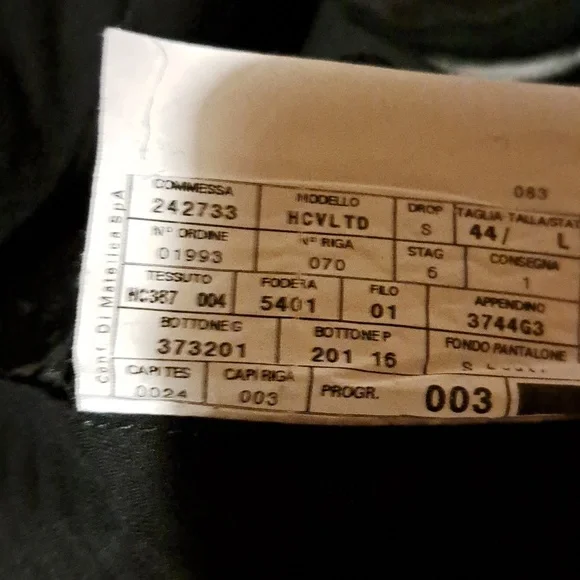 083
COMMESSA MODELLO DROP TAGLIA-TALLA/STAT
242733 HCVLTD S 44/ L
N° ORDINE N° RIGA STAG CONSEGNA
01993 070 6 1
TESSUTO FODERA FILO APPENDINO
HC387 004 5401 01 3744G3
BOTTONE G BOTTONE P FONDO PANTALONE
373201 201 16 S
CAPI TES CAPI RIGA PROGR. 003
0024 003
Conf. Di Matelica SpA